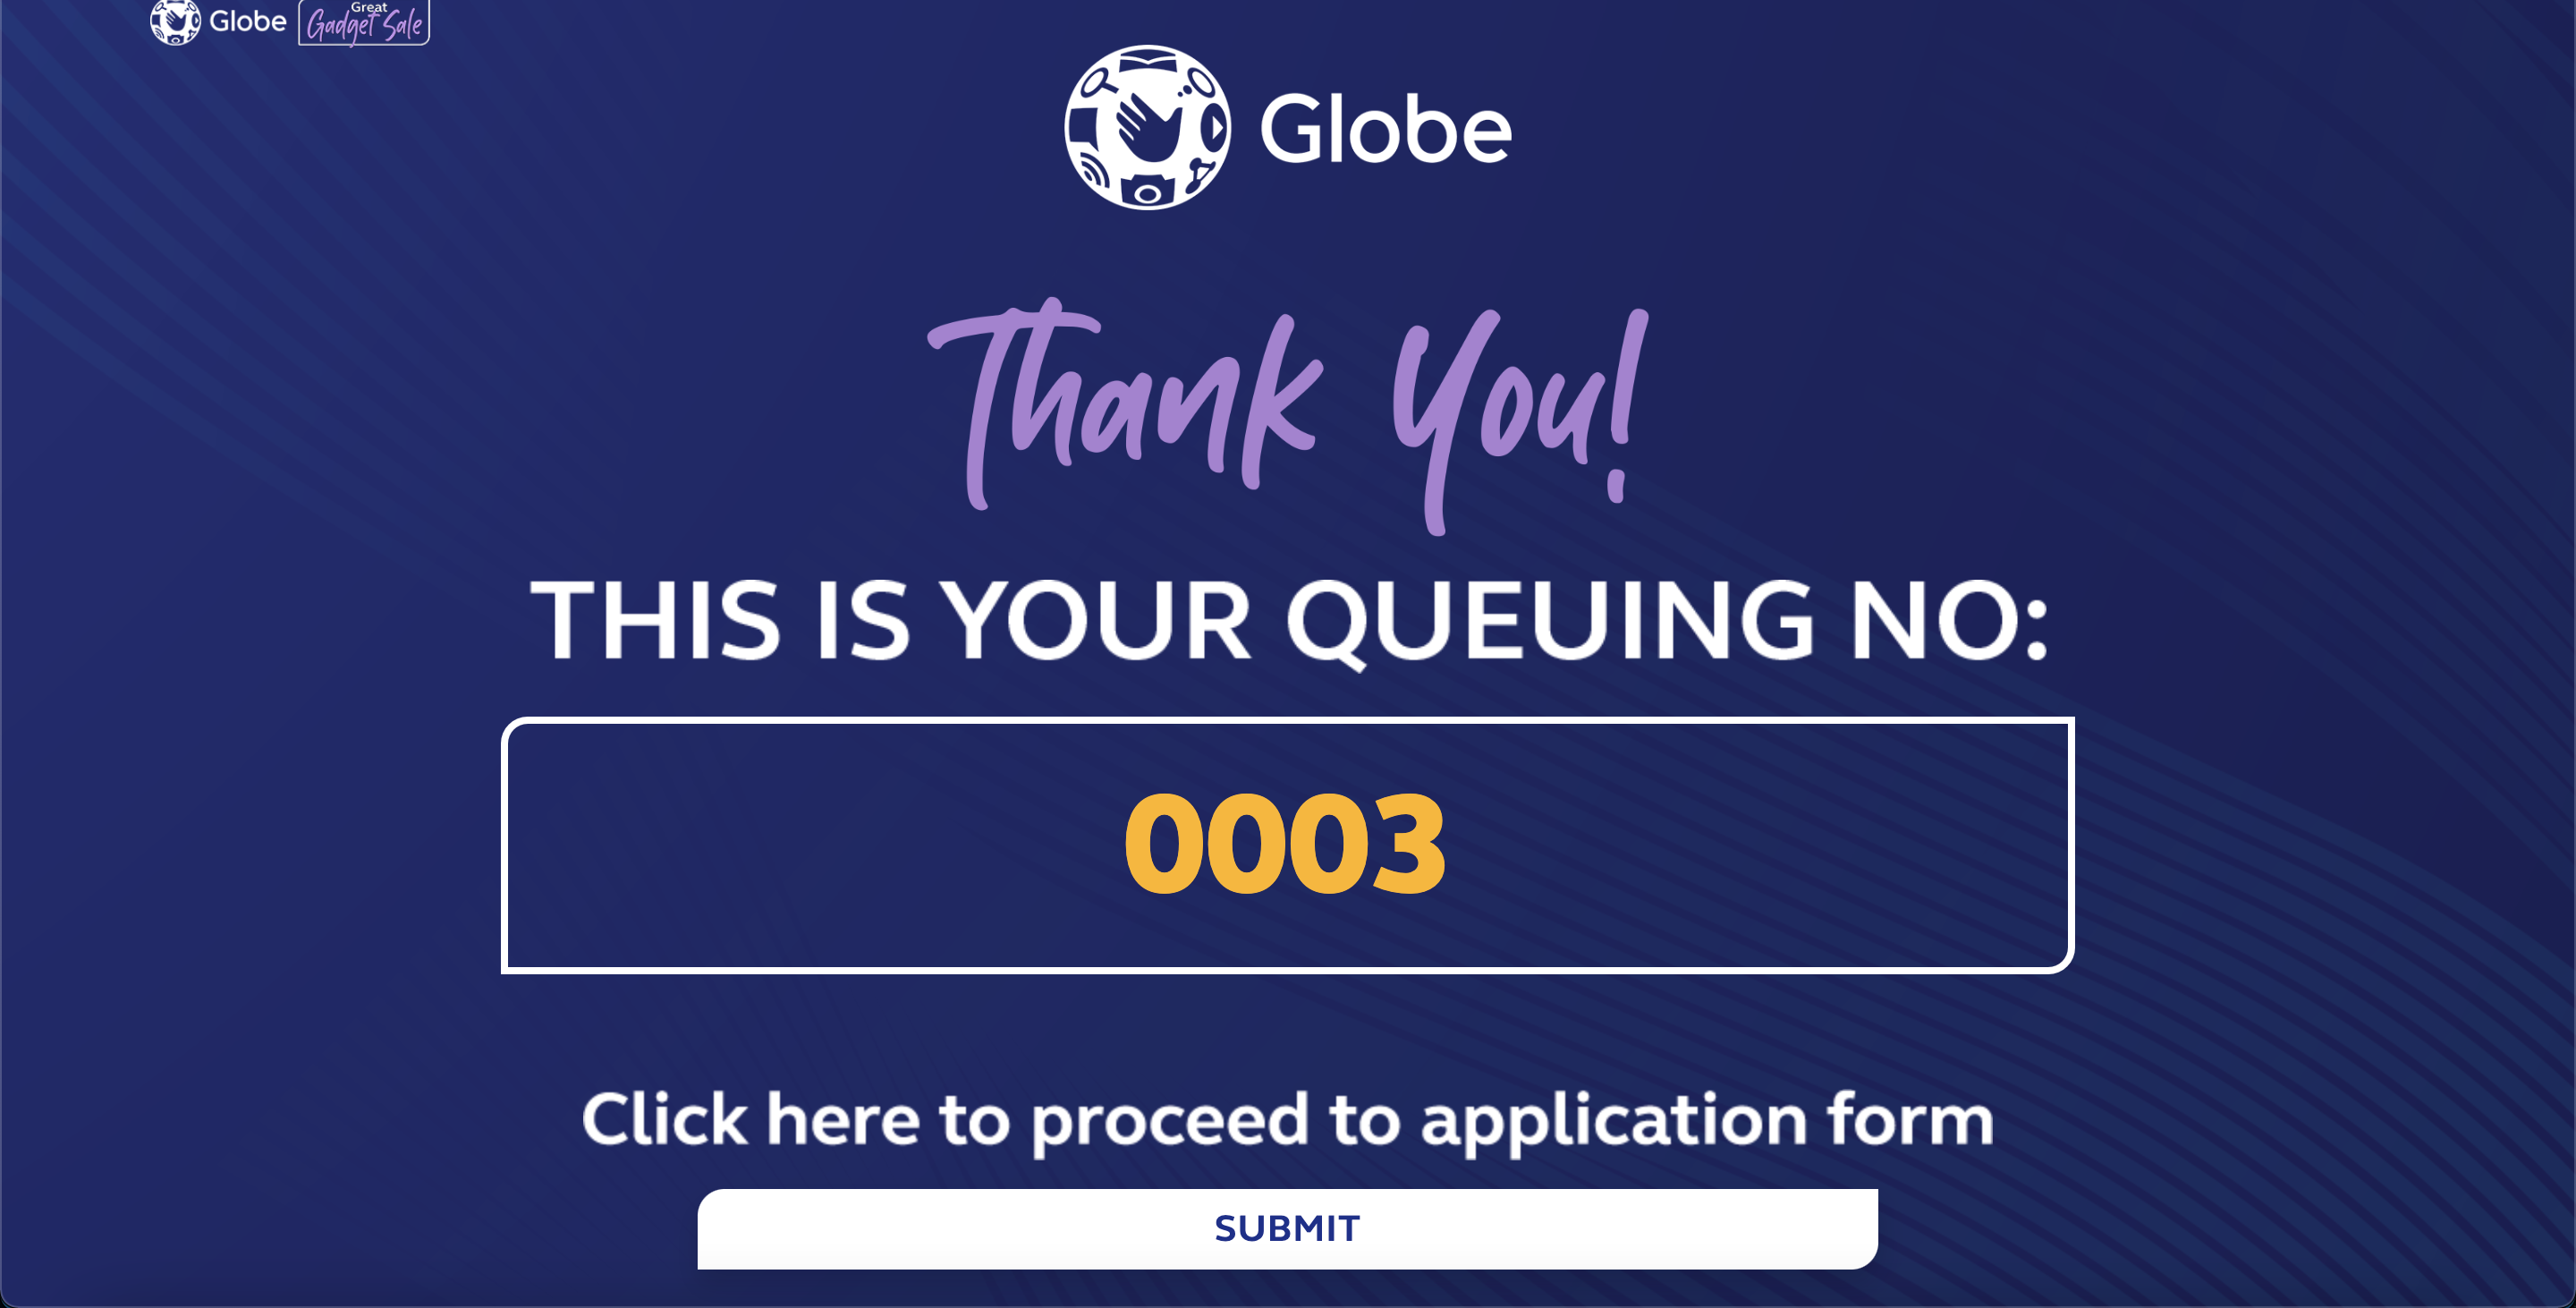 Globe
Great
Gadget Sale
Globe
Thank You!
THIS IS YOUR QUEUING NO:
0003
Click here to proceed to application form
SUBMIT